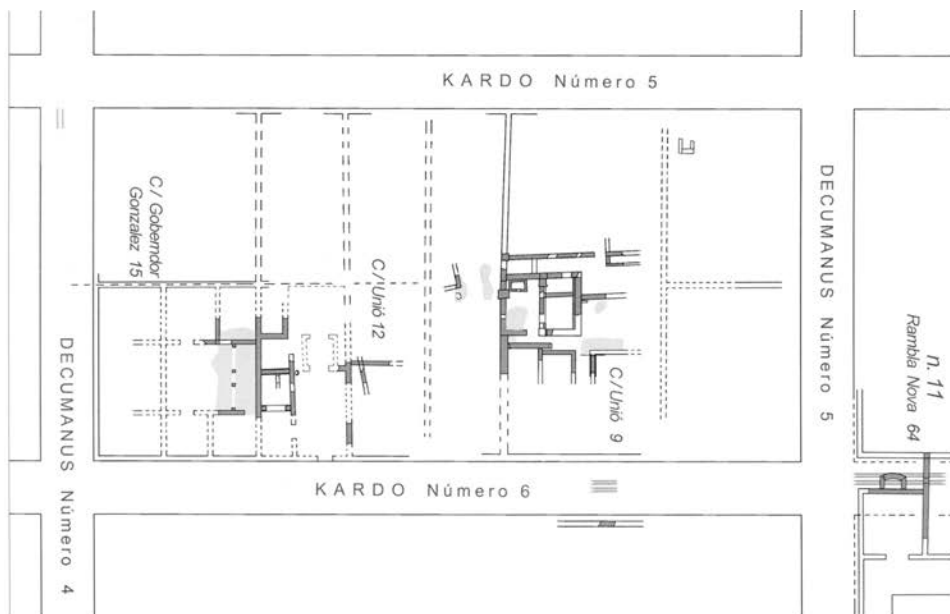 KARDO Número 5
C/ Goberndor
Gonzalez 15
C/ Unió 12
DECUMANUS Número 5
n. 11
Rambla Nova 64
C/ Unió 9
DECUMANUS Número 4
KARDO Número 6